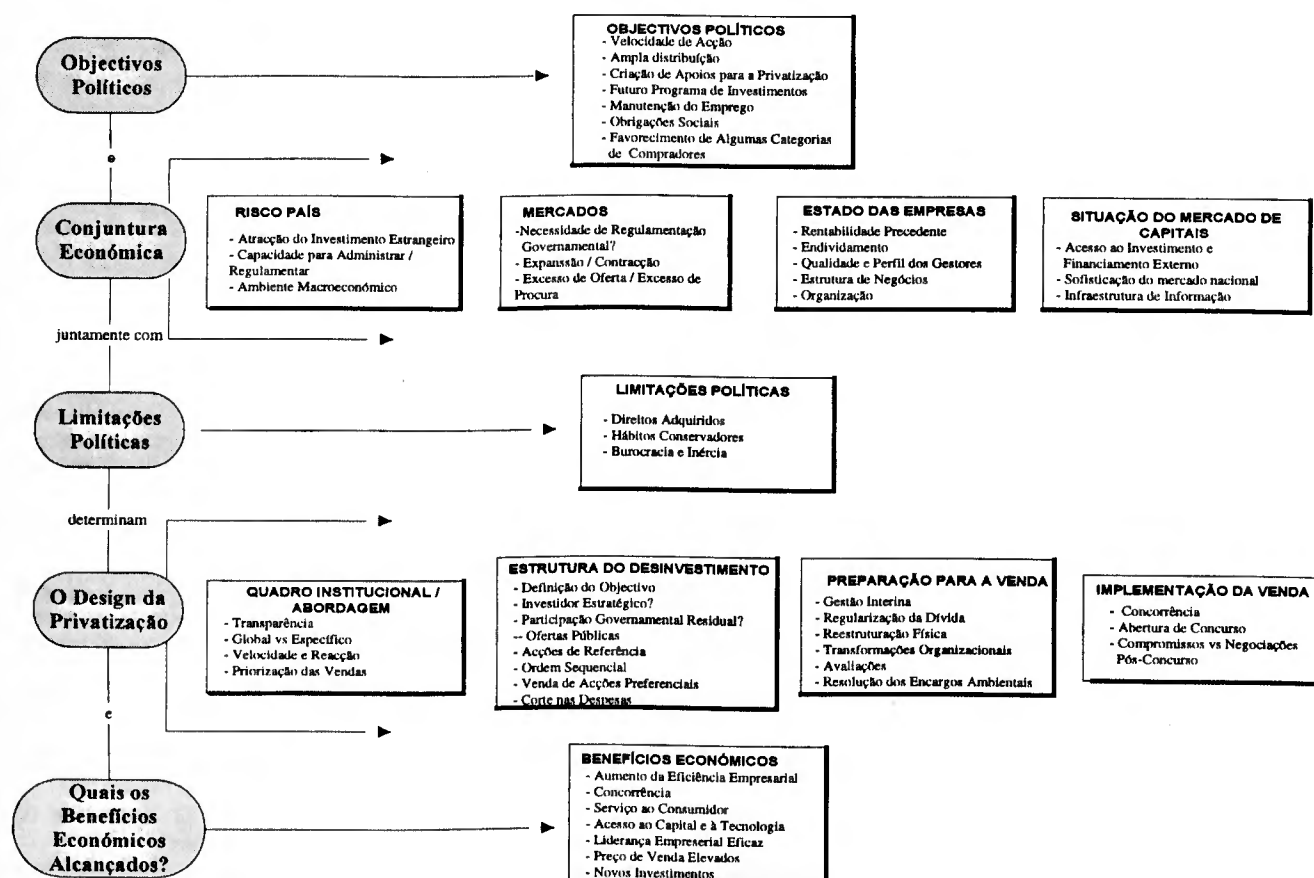 Objectivos
Políticos
OBJECTIVOS POLÍTICOS
- Velocidade de Acção
- Ampla distribuição
- Criação de Apoios para a Privatização
- Futuro Programa de Investimentos
- Manutenção do Emprego
- Obrigações Sociais
- Favorecimento de Algumas Categorias
de Compradores
e
Conjuntura
Económica
RISCO PAÍS
- Atracção do Investimento Estrangeiro
- Capacidade para Administrar /
Regulamentar
- Ambiente Macroeconómico
MERCADOS
-Necessidade de Regulamentação
Governamental?
- Expanssão / Contracção
- Excesso de Oferta / Excesso de
Procura
ESTADO DAS EMPRESAS
- Rentabilidade Precedente
- Endividamento
- Qualidade e Perfil dos Gestores
- Estrutura de Negócios
- Organização
SITUAÇÃO DO MERCADO DE
CAPITAIS
- Acesso ao Investimento e
Financiamento Externo
- Sofisticação do mercado nacional
- Infraestrutura de Informação
juntamente com
Limitações
Políticas
LIMITAÇÕES POLÍTICAS
- Direitos Adquiridos
- Hábitos Conservadores
- Burocracia e Inércia
determinam
O Design da
Privatização
QUADRO INSTITUCIONAL /
ABORDAGEM
- Transparência
- Global vs Específico
- Velocidade e Reacção
- Priorização das Vendas
ESTRUTURA DO DESINVESTIMENTO
- Definição do Objectivo
- Investidor Estratégico?
- Participação Governamental Residual?
-- Ofertas Públicas
- Acções de Referência
- Ordem Sequencial
- Venda de Acções Preferenciais
- Corte nas Despesas
PREPARAÇÃO PARA A VENDA
- Gestão Interina
- Regularização da Dívida
- Reestruturação Física
- Transformações Organizacionais
- Avaliações
- Resolução dos Encargos Ambientais
IMPLEMENTAÇÃO DA VENDA
- Concorrência
- Abertura de Concurso
- Compromissos vs Negociações
Pós-Concurso
e
Quais os
Benefícios
Económicos
Alcançados?
BENEFÍCIOS ECONÓMICOS
- Aumento da Eficiência Empresarial
- Concorrência
- Serviço ao Consumidor
- Acesso ao Capital e à Tecnologia
- Liderança Empreserial Eficaz
- Preço de Venda Elevados
- Novos Investimentos